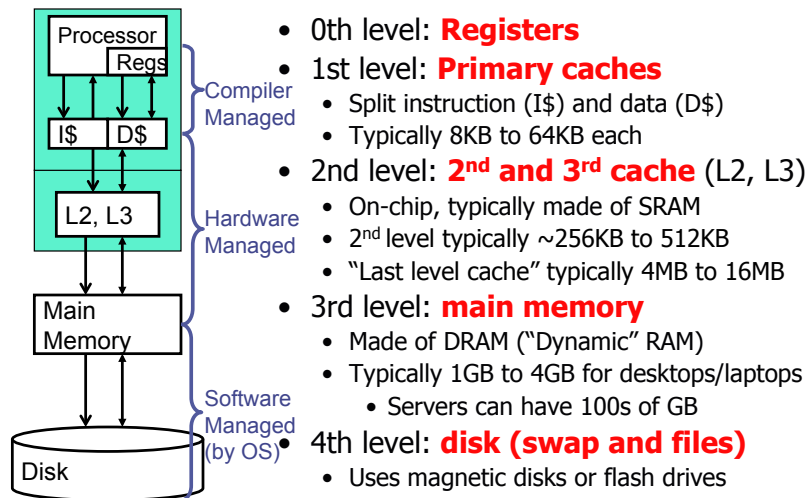 Processor
Regs
I$ D$
L2, L3
Main
Memory
Disk
Compiler
Managed
Hardware
Managed
Software
Managed
(by OS)
• 0th level: Registers
• 1st level: Primary caches
• Split instruction (I$) and data (D$)
• Typically 8KB to 64KB each
• 2nd level: 2nd and 3rd cache (L2, L3)
• On-chip, typically made of SRAM
• 2nd level typically ~256KB to 512KB
• “Last level cache” typically 4MB to 16MB
• 3rd level: main memory
• Made of DRAM (“Dynamic” RAM)
• Typically 1GB to 4GB for desktops/laptops
• Servers can have 100s of GB
• 4th level: disk (swap and files)
• Uses magnetic disks or flash drives